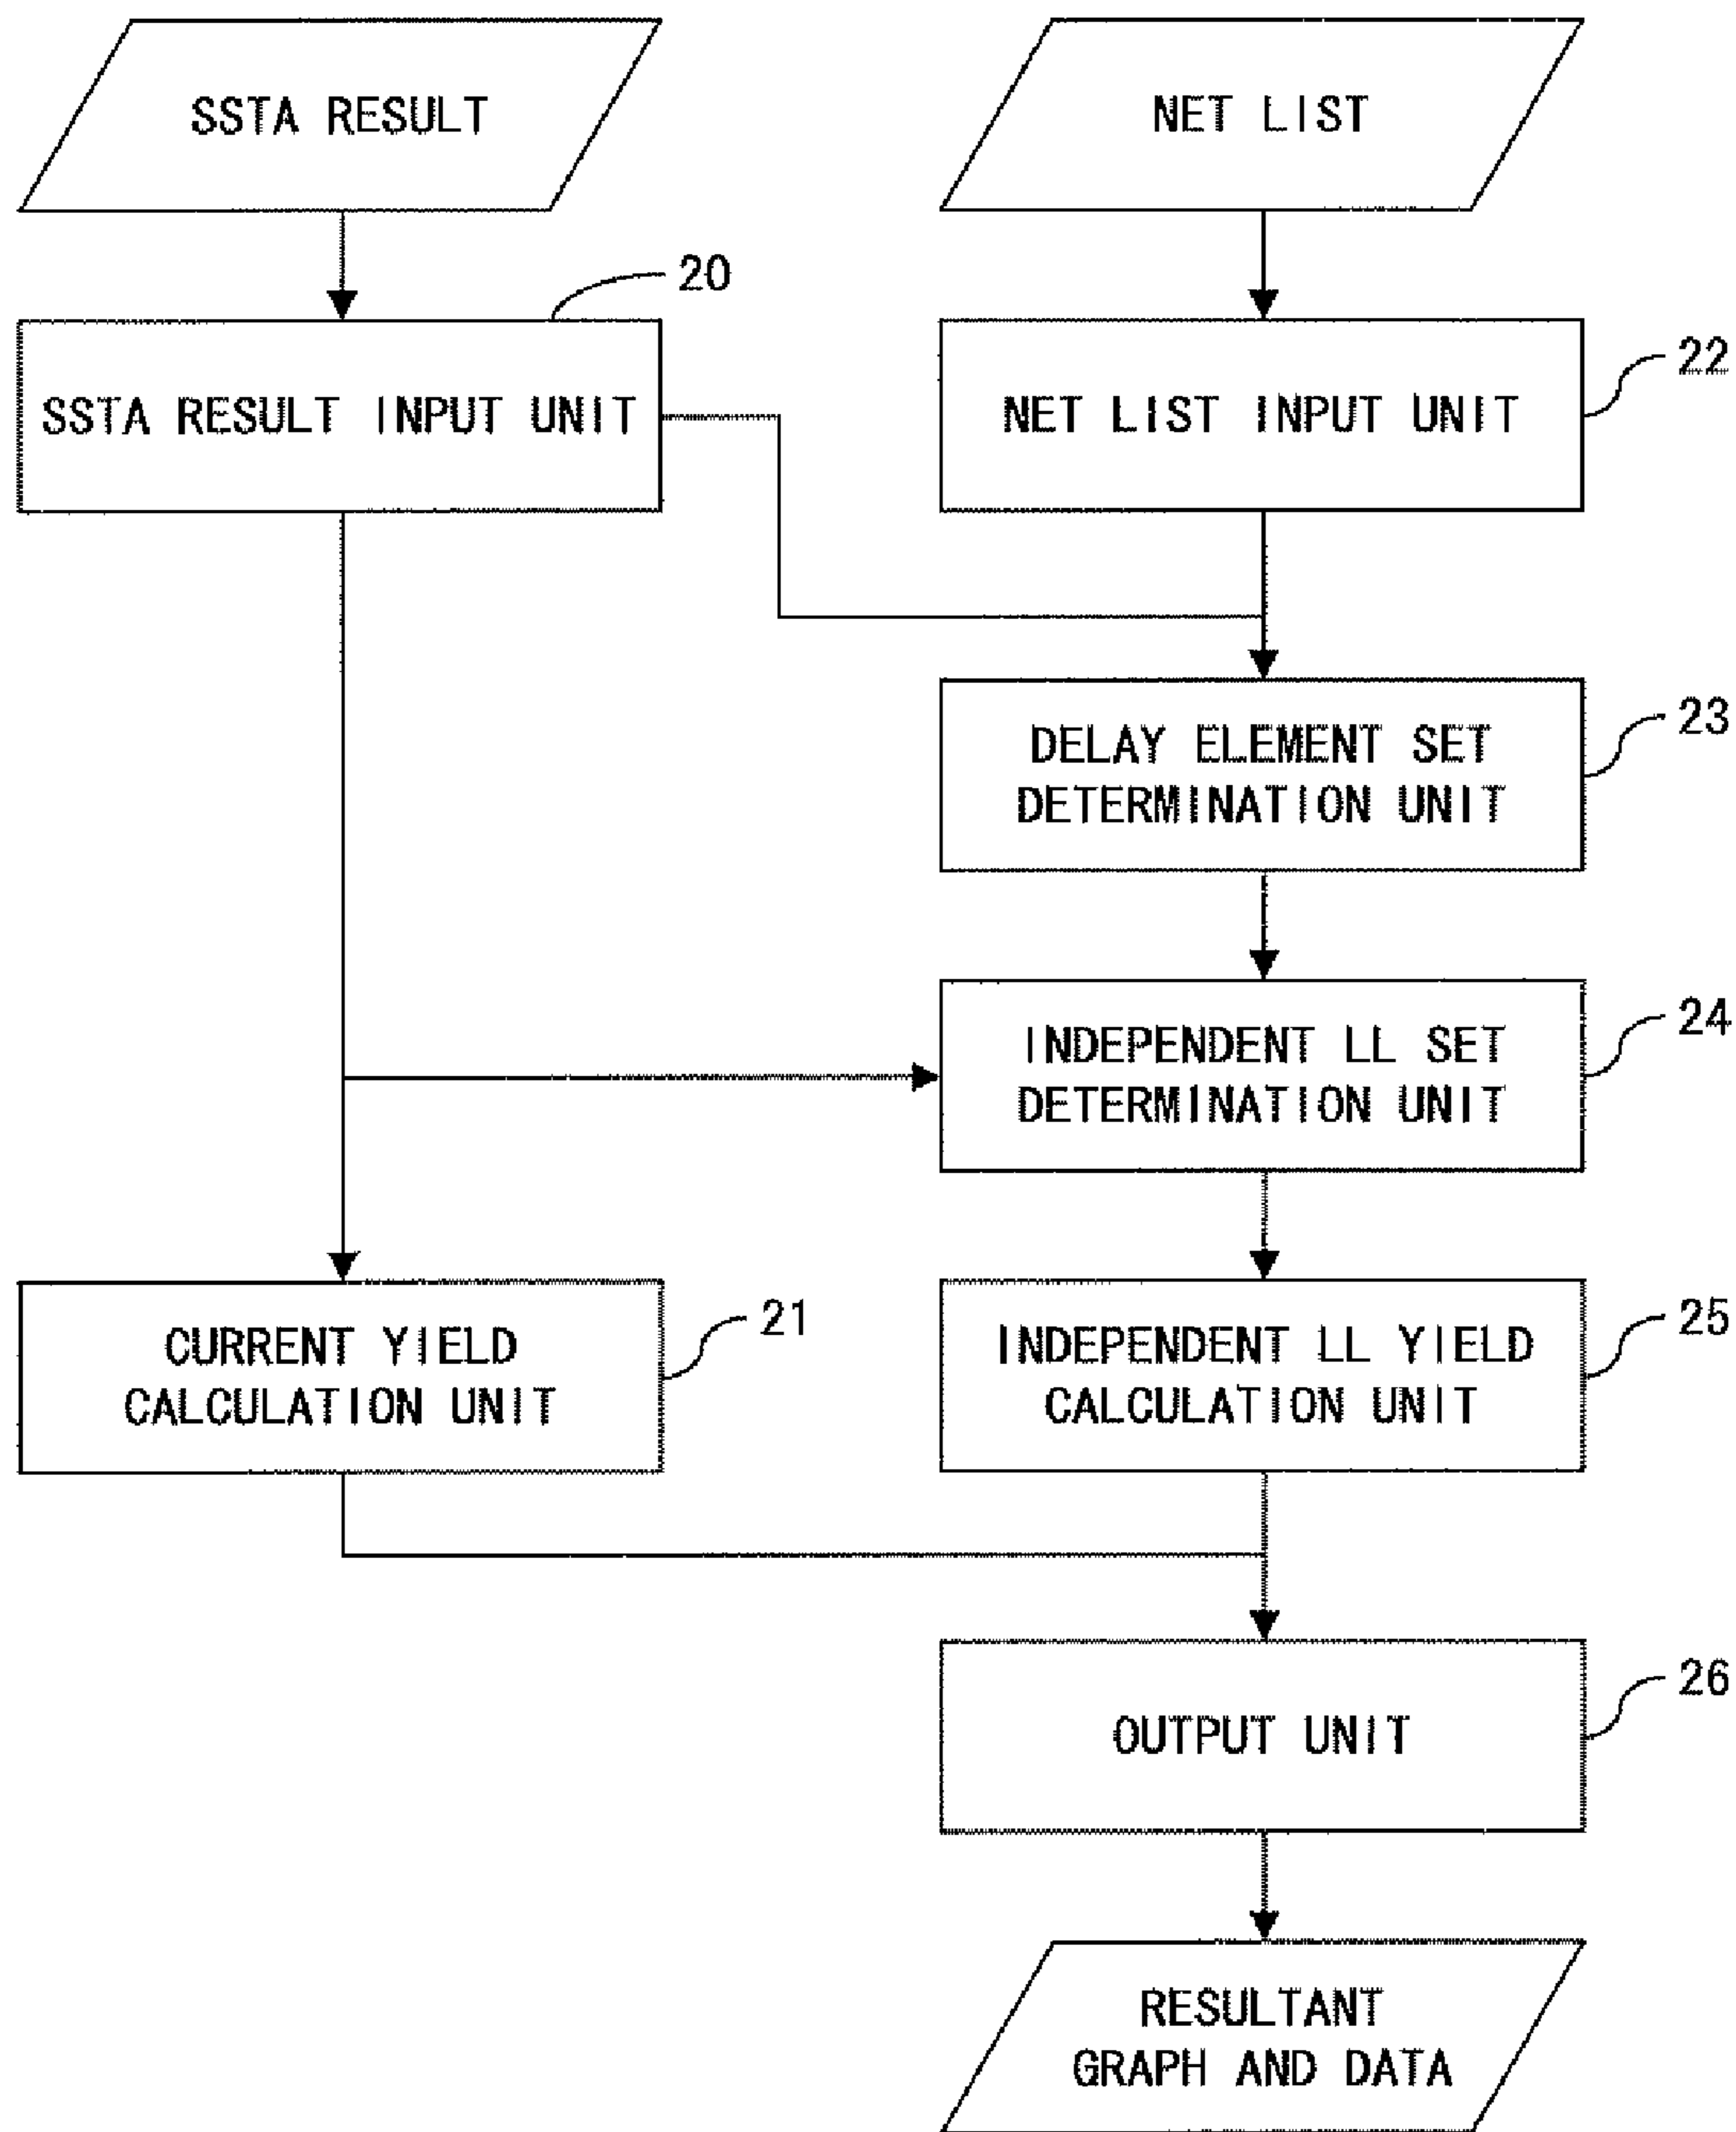 SSTA RESULT
NET LIST
20
SSTA RESULT INPUT UNIT
22
NET LIST INPUT UNIT
23
DELAY ELEMENT SET
DETERMINATION UNIT
24
INDEPENDENT LL SET
DETERMINATION UNIT
21
CURRENT YIELD
CALCULATION UNIT
25
INDEPENDENT LL YIELD
CALCULATION UNIT
26
OUTPUT UNIT
RESULTANT
GRAPH AND DATA